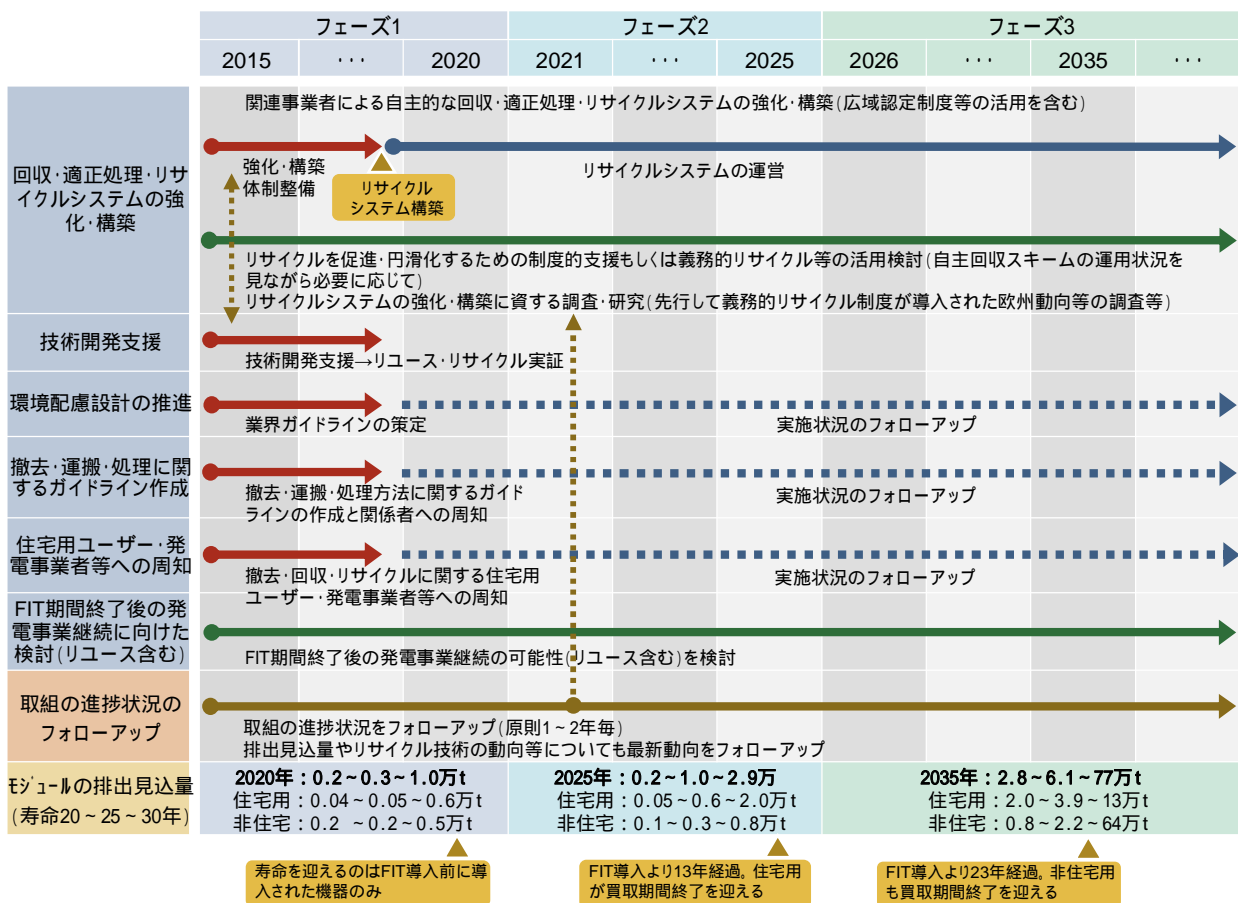 フェーズ1
フェーズ2
フェーズ3
2015
･･･
2020
2021
･･･
2025
2026
･･･
2035
･･･
回収･適正処理･リサ
イクルシステムの強
化･構築
関連事業者による自主的な回収･適正処理･リサイクルシステムの強化･構築(広域認定制度等の活用を含む)
強化･構築
体制整備
リサイクル
システム構築
リサイクルシステムの運営
リサイクルを促進･円滑化するための制度的支援もしくは義務的リサイクル等の活用検討(自主回収スキームの運用状況を
見ながら必要に応じて)
リサイクルシステムの強化･構築に資する調査･研究(先行して義務的リサイクル制度が導入された欧州動向等の調査等)
技術開発支援
技術開発支援→リユース･リサイクル実証
環境配慮設計の推進
業界ガイドラインの策定
実施状況のフォローアップ
撤去･運搬･処理に関
するガイドライン作成
撤去･運搬･処理方法に関するガイド
ラインの作成と関係者への周知
実施状況のフォローアップ
住宅用ユーザー･発
電事業者等への周知
撤去･回収･リサイクルに関する住宅用
ユーザー･発電事業者等への周知
実施状況のフォローアップ
FIT期間終了後の発
電事業継続に向けた
検討(リユース含む)
FIT期間終了後の発電事業継続の可能性(リユース含む)を検討
取組の進捗状況の
フォローアップ
取組の進捗状況をフォローアップ(原則1~2年毎)
排出見込量やリサイクル技術の動向等についても最新動向をフォローアップ
ﾓｼﾞｭｰﾙの排出見込量
(寿命20~25~30年)
2020年:0.2~0.3~1.0万t
住宅用:0.04~0.05~0.6万t
非住宅:0.2 ~0.2~0.5万t
2025年:0.2~1.0~2.9万
住宅用:0.05~0.6~2.0万t
非住宅:0.1~0.3~0.8万t
2035年:2.8~6.1~77万t
住宅用:2.0~3.9~13万t
非住宅:0.8~2.2~64万t
寿命を迎えるのはFIT導入前に導
入された機器のみ
FIT導入より13年経過。住宅用
が買取期間終了を迎える
FIT導入より23年経過。非住宅用
も買取期間終了を迎える